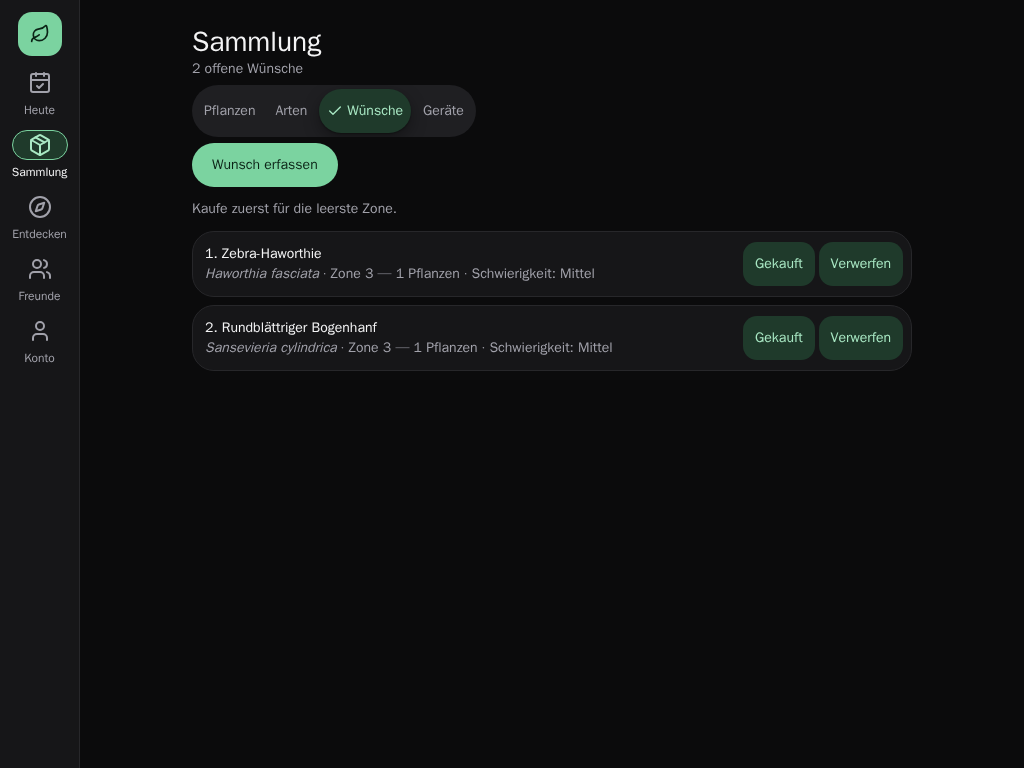 Heute
Sammlung
Entdecken
Freunde
Konto
Sammlung
2 offene Wünsche
Pflanzen
Arten
Wünsche
Geräte
Wunsch erfassen
Kaufe zuerst für die leerste Zone.
1. Zebra-Haworthie
Haworthia fasciata · Zone 3 — 1 Pflanzen · Schwierigkeit: Mittel
Gekauft
Verwerfen
2. Rundblättriger Bogenhanf
Sansevieria cylindrica · Zone 3 — 1 Pflanzen · Schwierigkeit: Mittel
Gekauft
Verwerfen